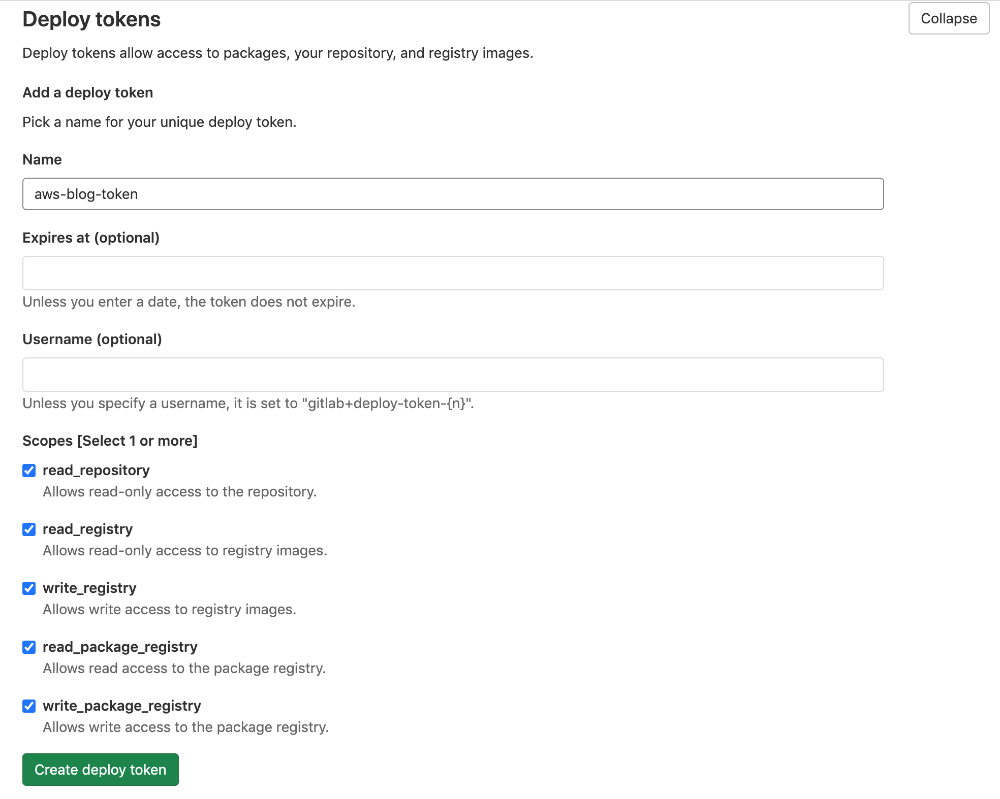 Deploy tokens
Collapse
Deploy tokens allow access to packages, your repository, and registry images.
Add a deploy token
Pick a name for your unique deploy token.
Name
aws-blog-token
Expires at (optional)
Unless you enter a date, the token does not expire.
Username (optional)
Unless you specify a username, it is set to "gitlab+deploy-token-{n}".
Scopes [Select 1 or more]
read_repository
Allows read-only access to the repository.
read_registry
Allows read-only access to registry images.
write_registry
Allows write access to registry images.
read_package_registry
Allows read access to the package registry.
write_package_registry
Allows write access to the package registry.
Create deploy token